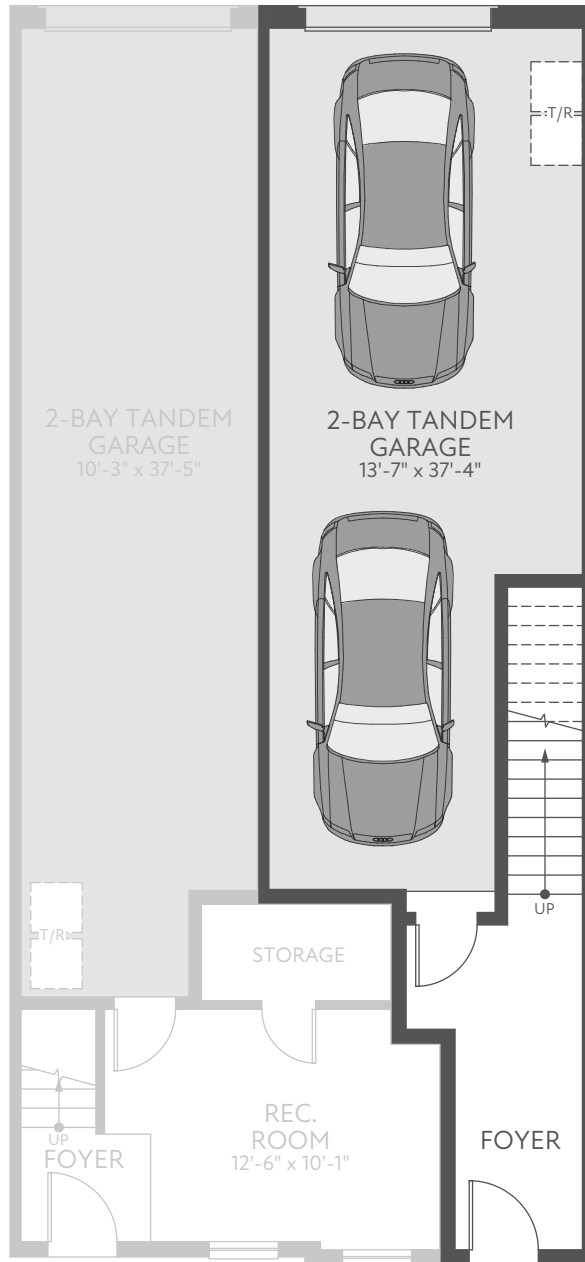 T/R
2-BAY TANDEM
GARAGE
10'-3" x 37'-5"
2-BAY TANDEM
GARAGE
13'-7" x 37'-4"
UP
T/R
STORAGE
REC.
ROOM
12'-6" x 10'-1"
UP
FOYER
FOYER